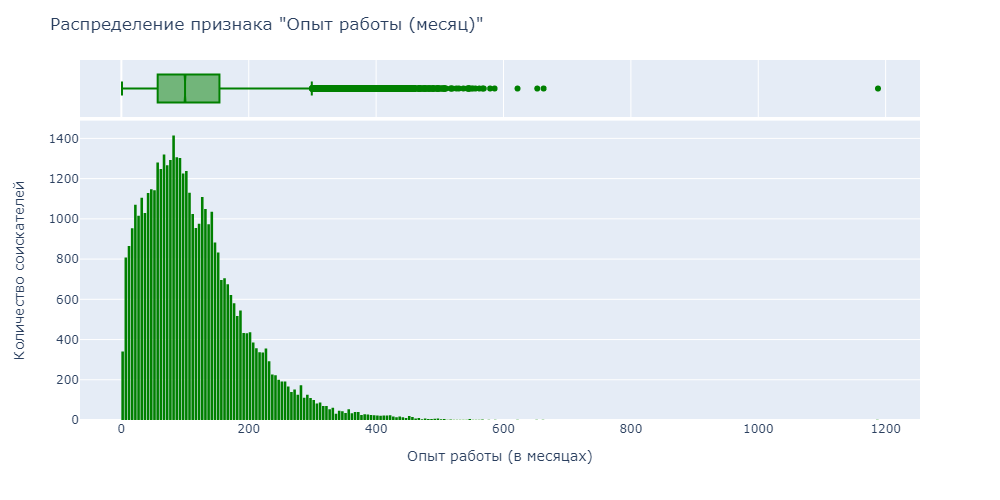 Распределение признака "Опыт работы (месяц)"
1400
1200
1000
800
600
400
200
0
Количество соискателей
0 200 400 600 800 1000 1200
Опыт работы (в месяцах)